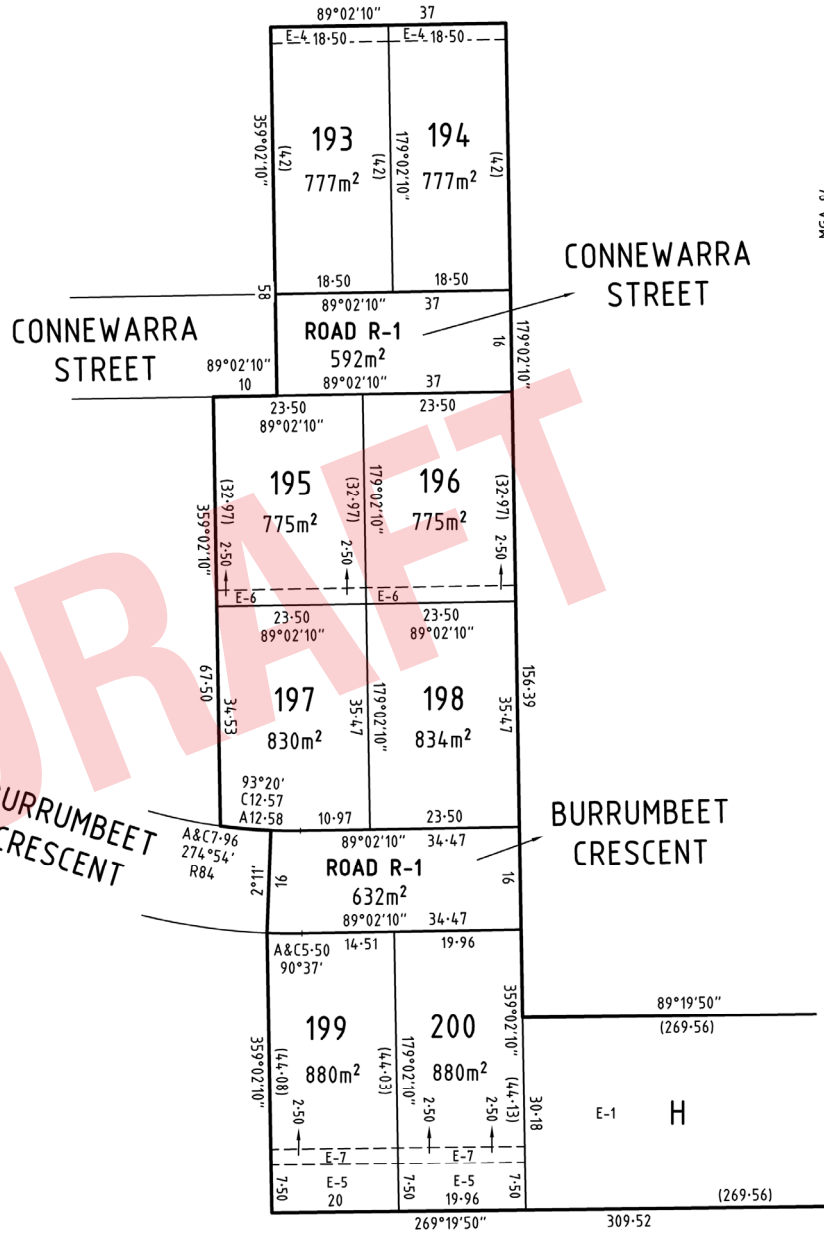 89°02'10" 37
E-4 18·50
E-4 18·50
359°02'10"
(42)
193
777m²
(42)
179°02'10"
194
777m²
(42)
18·50
18·50
58
89°02'10" 37
CONNEWARRA
STREET
ROAD R-1
592m²
16
179°02'10"
CONNEWARRA
STREET
89°02'10"
10
89°02'10" 37
23·50
89°02'10"
23·50
359°02'10"
(32·97)
2·50
195
775m²
(32·97)
2·50
179°02'10"
196
775m²
(32·97)
2·50
E-6
E-6
DRAFT
23·50
89°02'10"
23·50
89°02'10"
67·50
34·53
197
830m²
35·47
179°02'10"
198
834m²
35·47
156·39
93°20'
C12·57
A12·58
10·97
23·50
BURRUMBEET
CRESCENT
A&C7·96
274°54'
R84
2°11'
16
89°02'10" 34·47
ROAD R-1
632m²
16
BURRUMBEET
CRESCENT
89°02'10" 34·47
A&C5·50
90°37'
14·51
19·96
359°02'10"
(44·08)
2·50
199
880m²
(44·03)
179°02'10"
2·50
200
880m²
2·50
359°02'10"
(44·13)
30·18
89°19'50"
(269·56)
E-1
H
E-7
E-7
7·50
E-5
20
7·50
E-5
19·96
7·50
(269·56)
269°19'50"
309·52